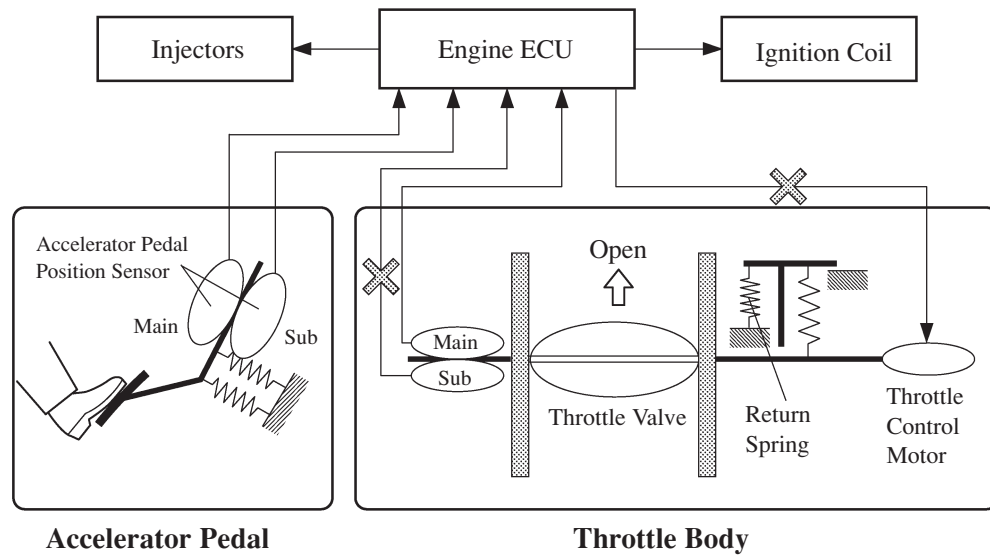 Injectors
Engine ECU
Ignition Coil
Accelerator Pedal
Position Sensor
Main
Sub
Open
Main
Sub
Throttle Valve
Return
Spring
Throttle
Control
Motor
Accelerator Pedal
Throttle Body